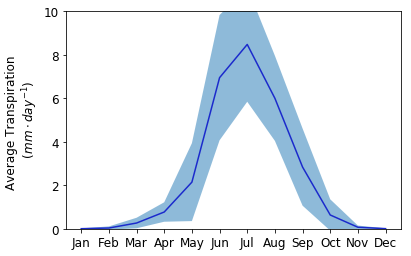 Average Transpiration
(mm · day⁻¹)
10
8
6
4
2
0
Jan Feb Mar Apr May Jun Jul Aug Sep Oct Nov Dec